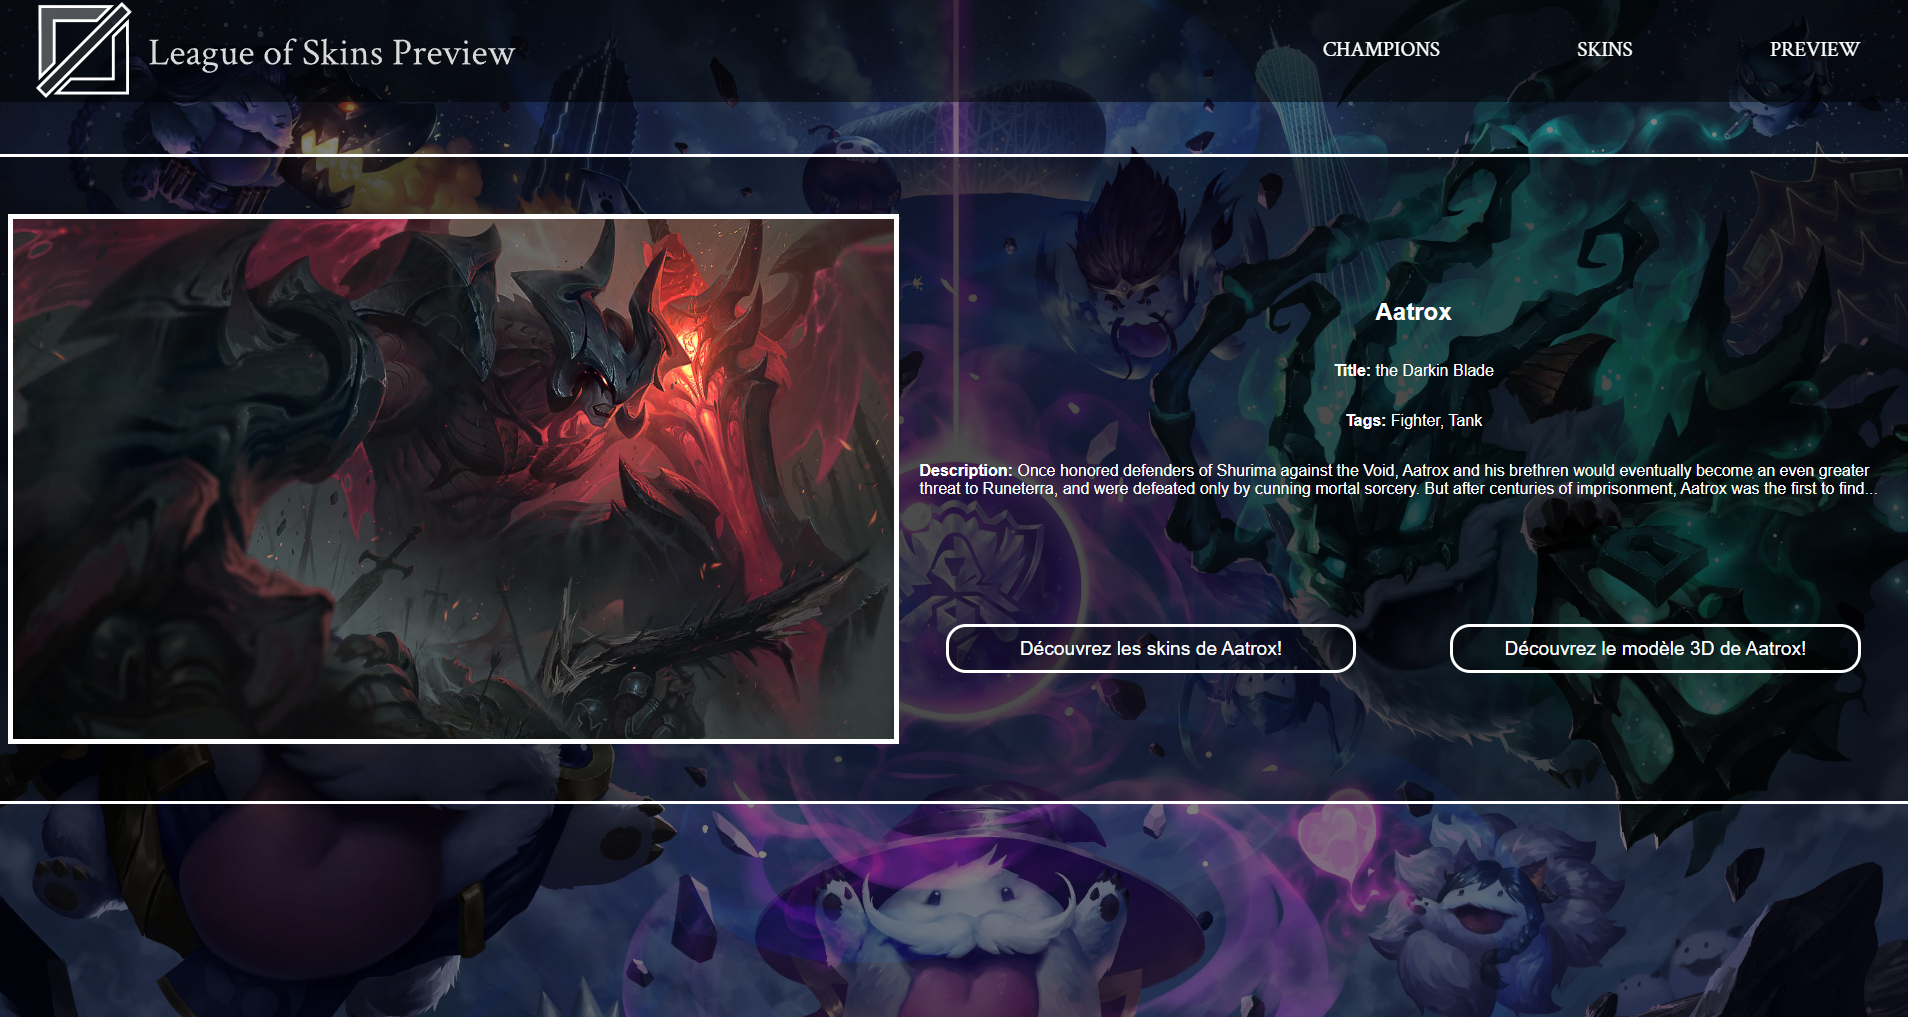 League of Skins Preview
CHAMPIONS
SKINS
PREVIEW
Aatrox
Title: the Darkin Blade
Tags: Fighter, Tank
Description: Once honored defenders of Shurima against the Void, Aatrox and his brethren would eventually become an even greater
threat to Runeterra, and were defeated only by cunning mortal sorcery. But after centuries of imprisonment, Aatrox was the first to find...
Découvrez les skins de Aatrox!
Découvrez le modèle 3D de Aatrox!